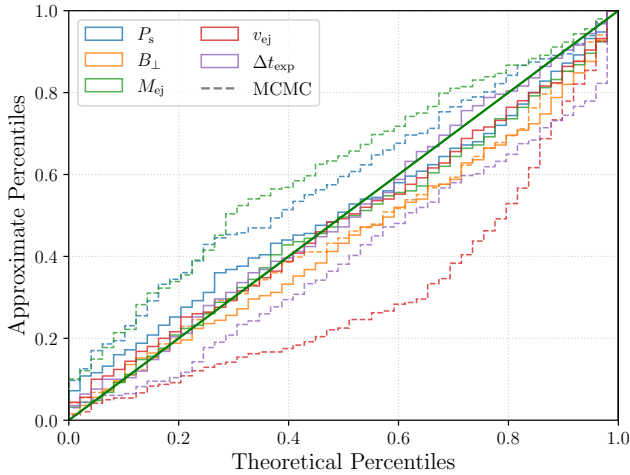 1.0
0.8
0.6
0.4
0.2
0.0
Approximate Percentiles
P_s
B_⊥
M_ej
v_ej
Δt_exp
MCMC
0.0 0.2 0.4 0.6 0.8 1.0
Theoretical Percentiles